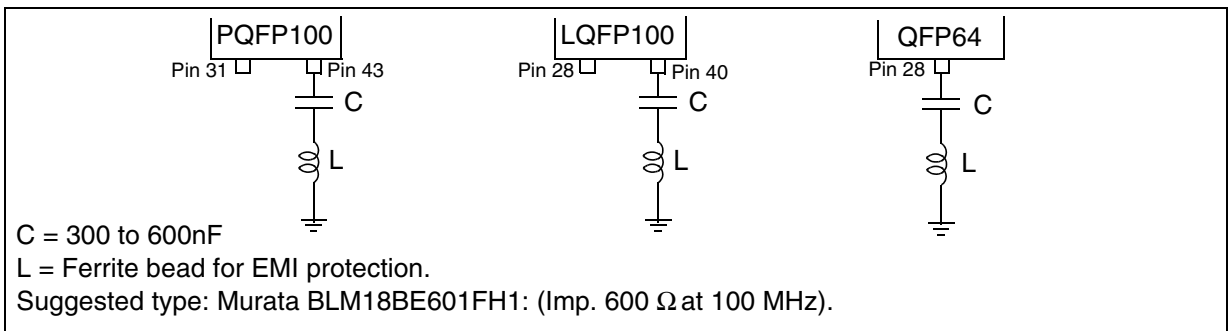 PQFP100
LQFP100
QFP64
Pin 31
Pin 43
Pin 28
Pin 40
Pin 28
C
C
C
L
L
L
C = 300 to 600nF
L = Ferrite bead for EMI protection.
Suggested type: Murata BLM18BE601FH1: (Imp. 600 Ω at 100 MHz).